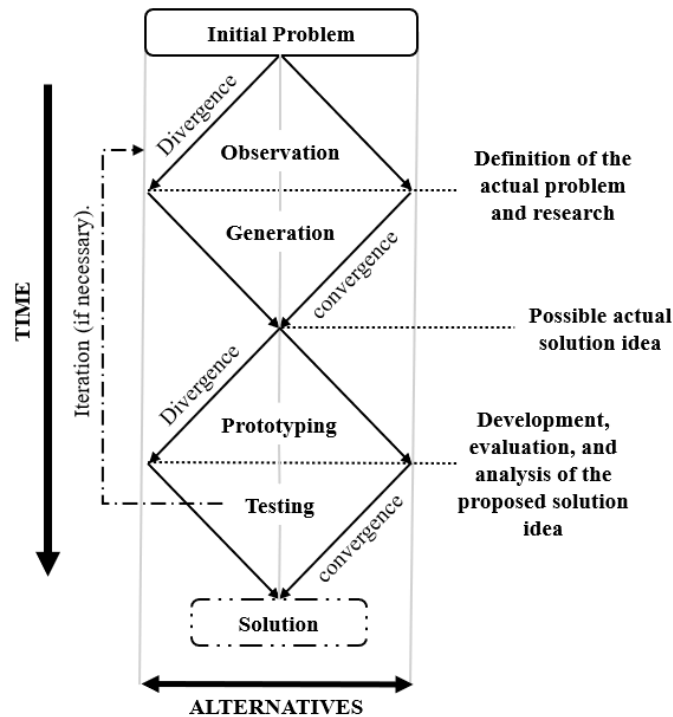 Initial Problem
Divergence
Observation
Definition of the
actual problem
and research
Generation
convergence
TIME
Iteration (if necessary).
Possible actual
solution idea
Divergence
Prototyping
Development,
evaluation, and
analysis of the
proposed solution
idea
Testing
convergence
Solution
ALTERNATIVES